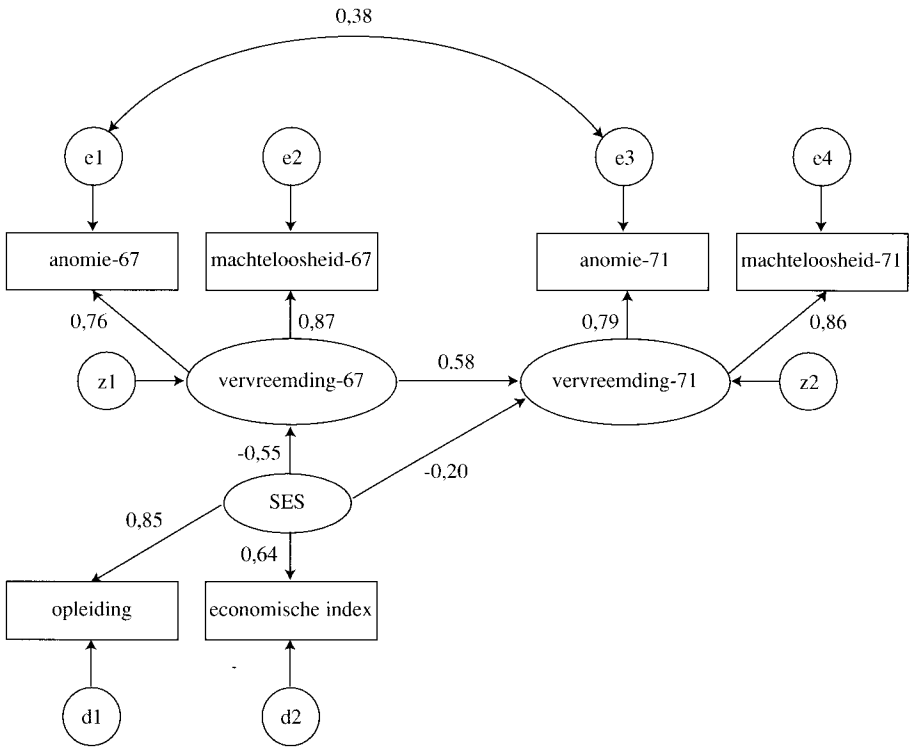 0,38
e1
e2
e3
e4
anomie-67
machteloosheid-67
anomie-71
machteloosheid-71
0,76
0,87
0,79
0,86
z1
vervreemding-67
0.58
vervreemding-71
z2
-0,55
-0,20
SES
0,85
0,64
opleiding
economische index
d1
d2